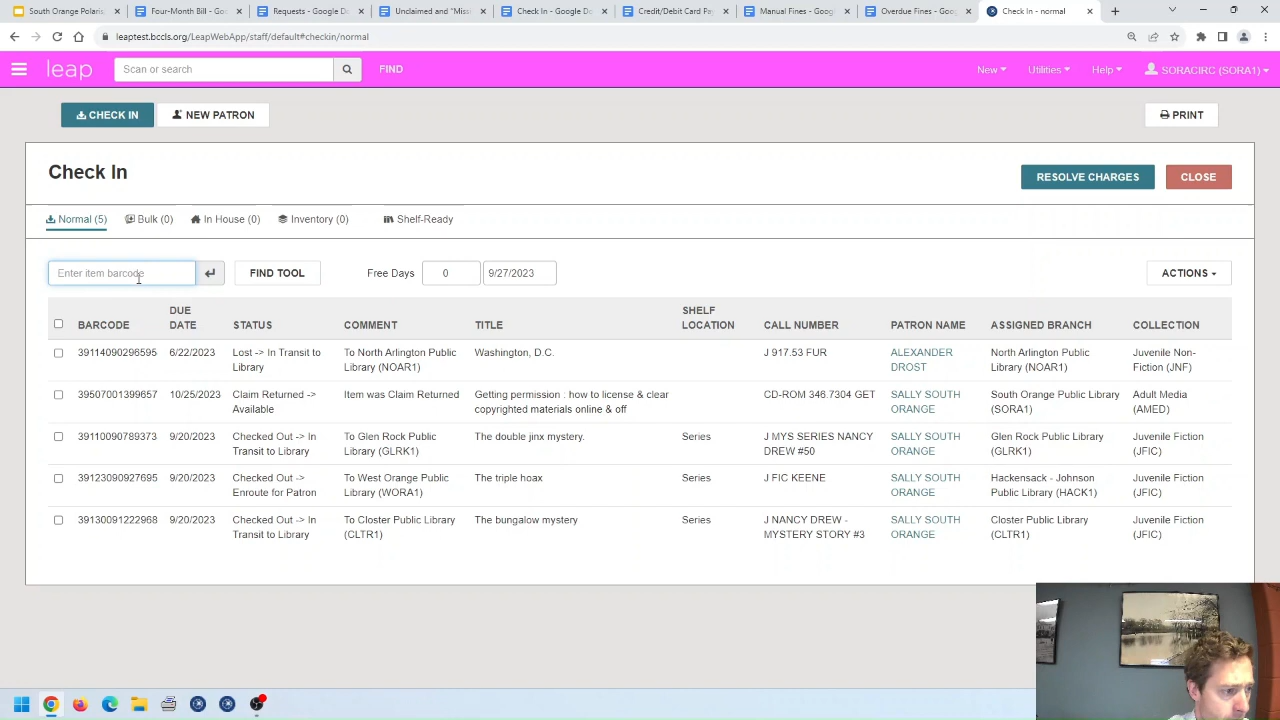 South Orange Polaris
Four-Month Bill - Go
Requests - Google D
Unclaimed and "Mis
Check In - Google Do
Credit/Debit Card Pa
Manual Fines - Googl
Overdue Fines - Goog
Check In - normal
leaptest.bccls.org/LeapWebApp/staff/default#checkin/normal
leap
Scan or search
FIND
New
Utilities
Help
SORACIRC (SORA1)
CHECK IN
NEW PATRON
PRINT
Check In
RESOLVE CHARGES
CLOSE
Normal (5)
Bulk (0)
In House (0)
Inventory (0)
Shelf-Ready
Enter item barcode
FIND TOOL
Free Days
0
9/27/2023
ACTIONS
BARCODE
DUE
DATE
STATUS
COMMENT
TITLE
SHELF
LOCATION
CALL NUMBER
PATRON NAME
ASSIGNED BRANCH
COLLECTION
39114090296595
6/22/2023
Lost -> In Transit to
Library
To North Arlington Public
Library (NOAR1)
Washington, D.C.
J 917.53 FUR
ALEXANDER
DROST
North Arlington Public
Library (NOAR1)
Juvenile Non-
Fiction (JNF)
39507001399657
10/25/2023
Claim Returned ->
Available
Item was Claim Returned
Getting permission : how to license & clear
copyrighted materials online & off
CD-ROM 346.7304 GET
SALLY SOUTH
ORANGE
South Orange Public Library
(SORA1)
Adult Media
(AMED)
39110090789373
9/20/2023
Checked Out -> In
Transit to Library
To Glen Rock Public
Library (GLRK1)
The double jinx mystery.
Series
J MYS SERIES NANCY
DREW #50
SALLY SOUTH
ORANGE
Glen Rock Public Library
(GLRK1)
Juvenile Fiction
(JFIC)
39123090927695
9/20/2023
Checked Out ->
Enroute for Patron
To West Orange Public
Library (WORA1)
The triple hoax
Series
J FIC KEENE
SALLY SOUTH
ORANGE
Hackensack - Johnson
Public Library (HACK1)
Juvenile Fiction
(JFIC)
39130091222968
9/20/2023
Checked Out -> In
Transit to Library
To Closter Public Library
(CLTR1)
The bungalow mystery
Series
J NANCY DREW -
MYSTERY STORY #3
SALLY SOUTH
ORANGE
Closter Public Library
(CLTR1)
Juvenile Fiction
(JFIC)